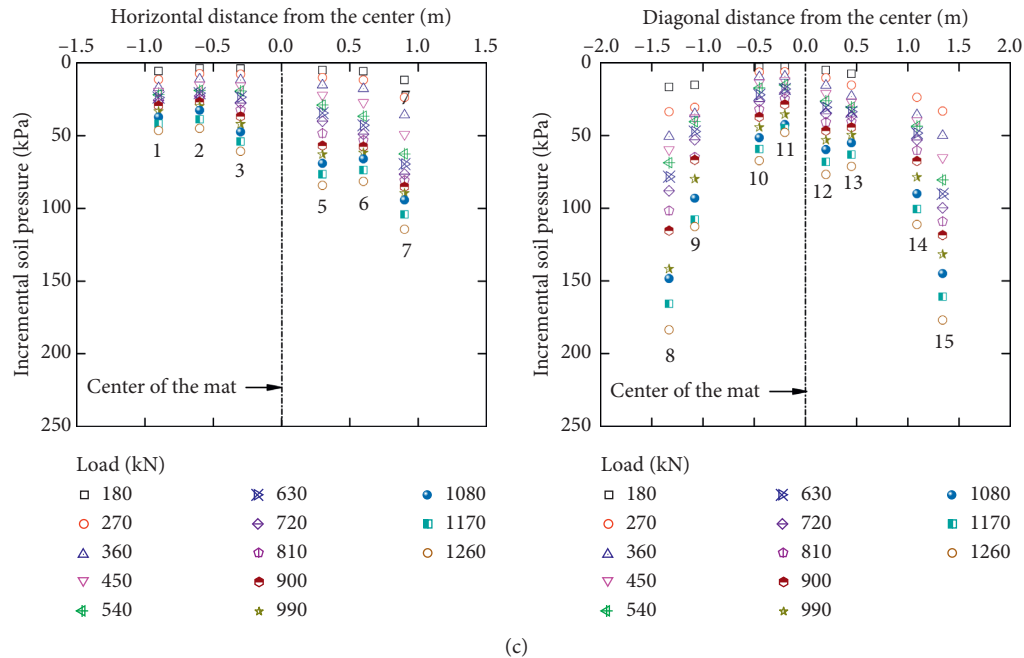 Horizontal distance from the center (m)
−1.5 −1.0 −0.5 0.0 0.5 1.0 1.5
0
50
100
150
200
250
Incremental soil pressure (kPa)
1
2
3
5
6
7
7
Center of the mat
Load (kN)
180 630 1080
270 720 1170
360 810 1260
450 900
540 990
Diagonal distance from the center (m)
−2.0 −1.5 −1.0 −0.5 0.0 0.5 1.0 1.5 2.0
0
50
100
150
200
250
Incremental soil pressure (kPa)
8
9
10
11
12
13
14
15
Center of the mat
Load (kN)
180 630 1080
270 720 1170
360 810 1260
450 900
540 990
(c)